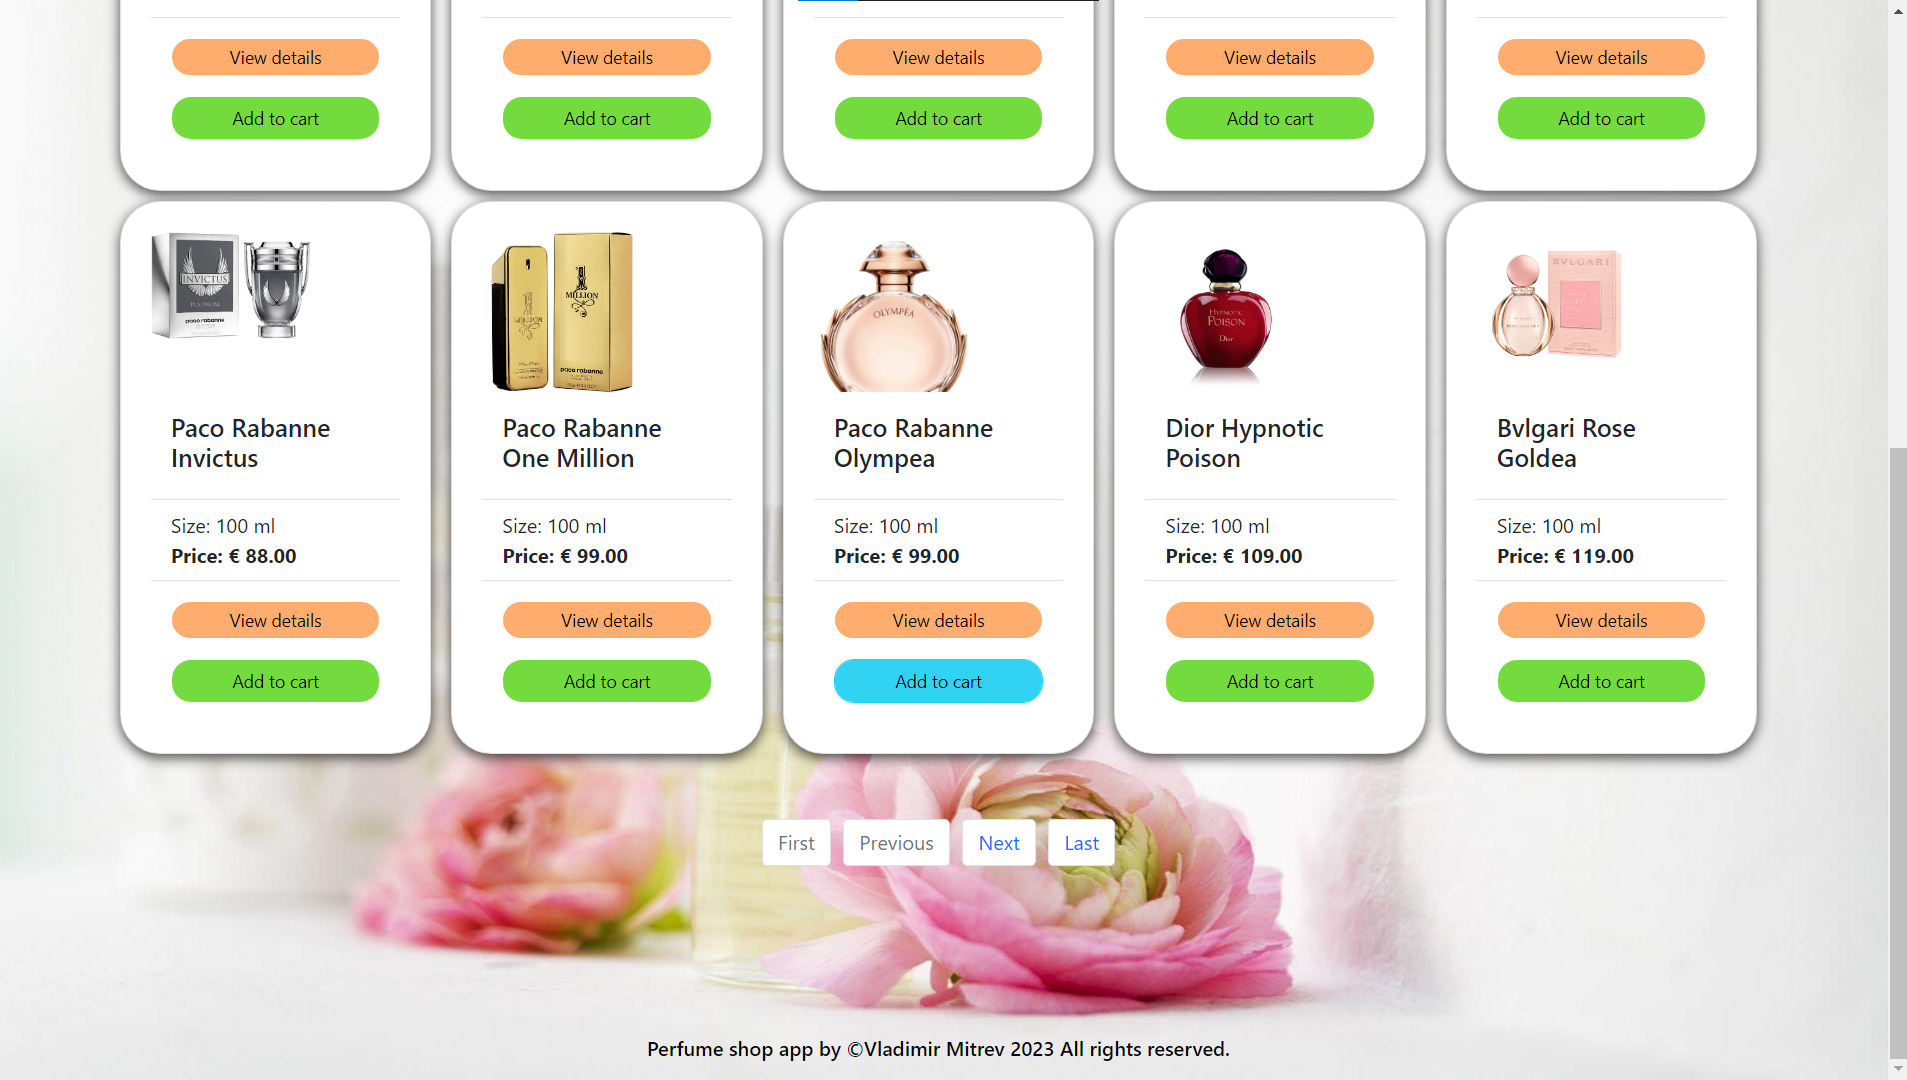 View details
View details
View details
View details
View details
Add to cart
Add to cart
Add to cart
Add to cart
Add to cart
INVICTUS
PLATINUM
paco rabanne
MILLION
paco rabanne
OLYMPÉA
HYPNOTIC
POISON
Dior
BVLGARI
Paco Rabanne
Invictus
Paco Rabanne
One Million
Paco Rabanne
Olympea
Dior Hypnotic
Poison
Bvlgari Rose
Goldea
Size: 100 ml
Price: € 88.00
Size: 100 ml
Price: € 99.00
Size: 100 ml
Price: € 99.00
Size: 100 ml
Price: € 109.00
Size: 100 ml
Price: € 119.00
View details
View details
View details
View details
View details
Add to cart
Add to cart
Add to cart
Add to cart
Add to cart
First
Previous
Next
Last
Perfume shop app by ©Vladimir Mitrev 2023 All rights reserved.